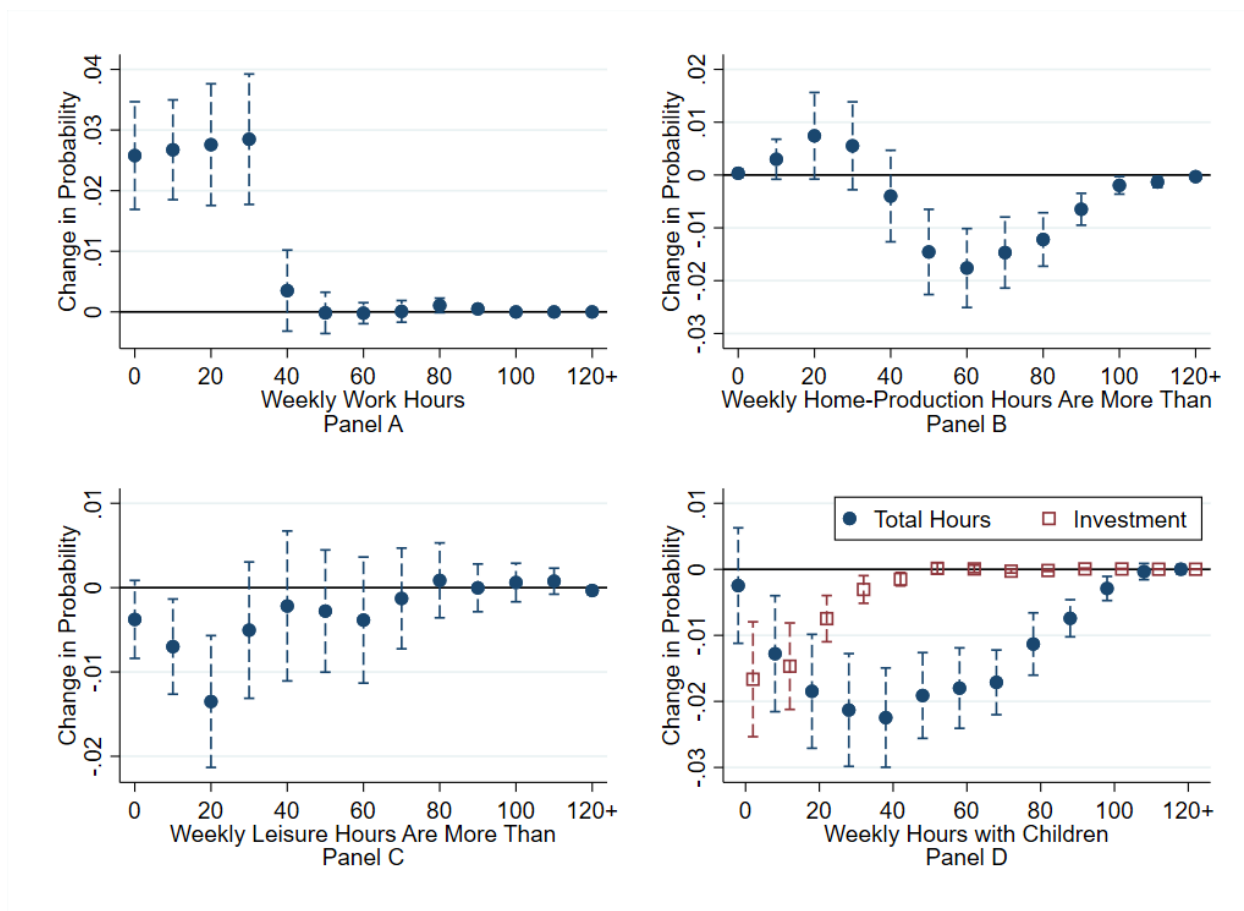 Change in Probability
.04
.03
.02
.01
0
0 20 40 60 80 100 120+
Weekly Work Hours
Panel A
Change in Probability
.02
.01
0
-.01
-.02
-.03
0 20 40 60 80 100 120+
Weekly Home-Production Hours Are More Than
Panel B
Change in Probability
.01
0
-.01
-.02
0 20 40 60 80 100 120+
Weekly Leisure Hours Are More Than
Panel C
Total Hours Investment
Change in Probability
.01
0
-.01
-.02
-.03
0 20 40 60 80 100 120+
Weekly Hours with Children
Panel D